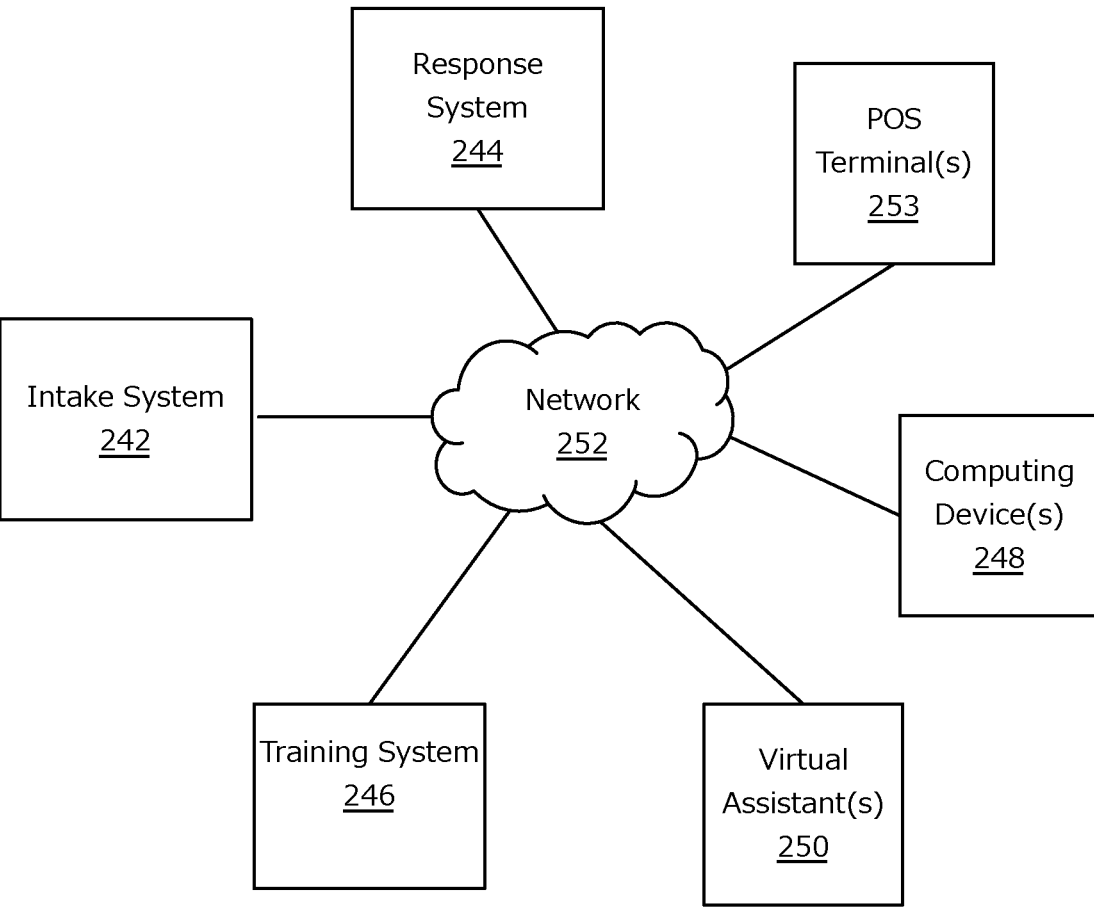 Response
System
244
POS
Terminal(s)
253
Intake System
242
Network
252
Computing
Device(s)
248
Training System
246
Virtual
Assistant(s)
250